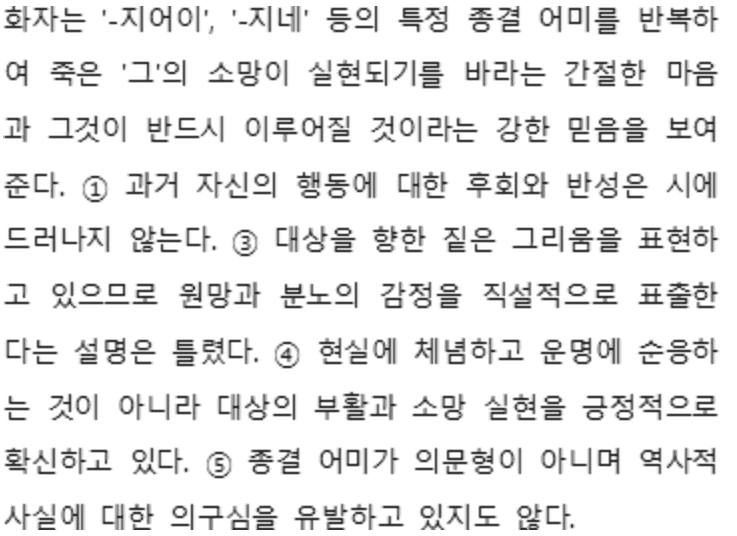 화자는 '-지어이', '-지네' 등의 특정 종결 어미를 반복하
여 죽은 '그'의 소망이 실현되기를 바라는 간절한 마음
과 그것이 반드시 이루어질 것이라는 강한 믿음을 보여
준다. ① 과거 자신의 행동에 대한 후회와 반성은 시에
드러나지 않는다. ③ 대상을 향한 짙은 그리움을 표현하
고 있으므로 원망과 분노의 감정을 직설적으로 표출한
다는 설명은 틀렸다. ④ 현실에 체념하고 운명에 순응하
는 것이 아니라 대상의 부활과 소망 실현을 긍정적으로
확신하고 있다. ⑤ 종결 어미가 의문형이 아니며 역사적
사실에 대한 의구심을 유발하고 있지도 않다.